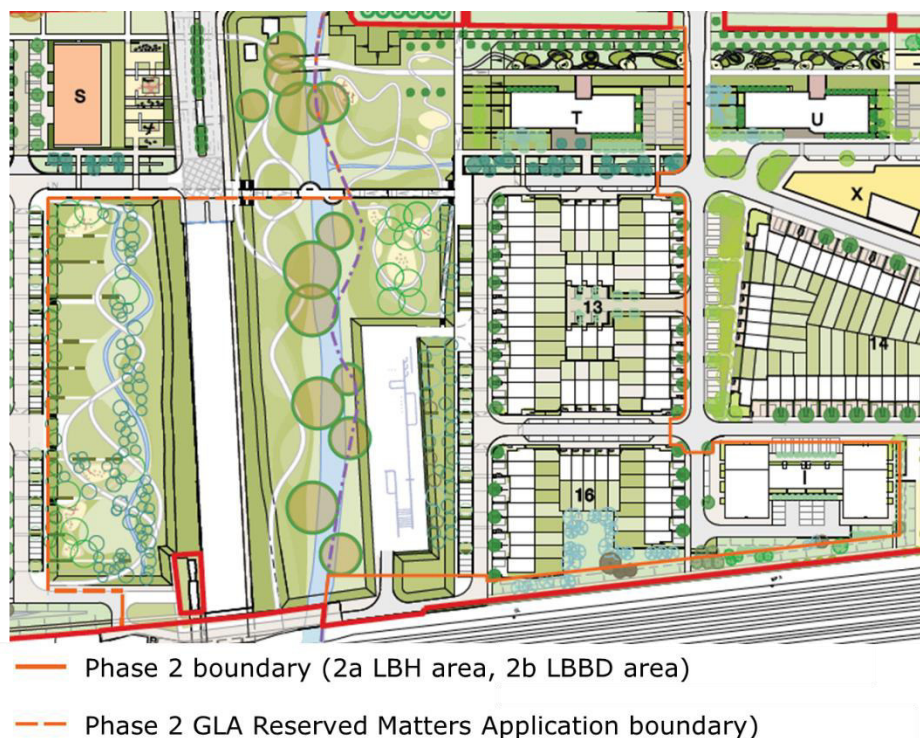 S
T
U
X
13
14
16
I
Phase 2 boundary (2a LBH area, 2b LBBD area)
Phase 2 GLA Reserved Matters Application boundary)